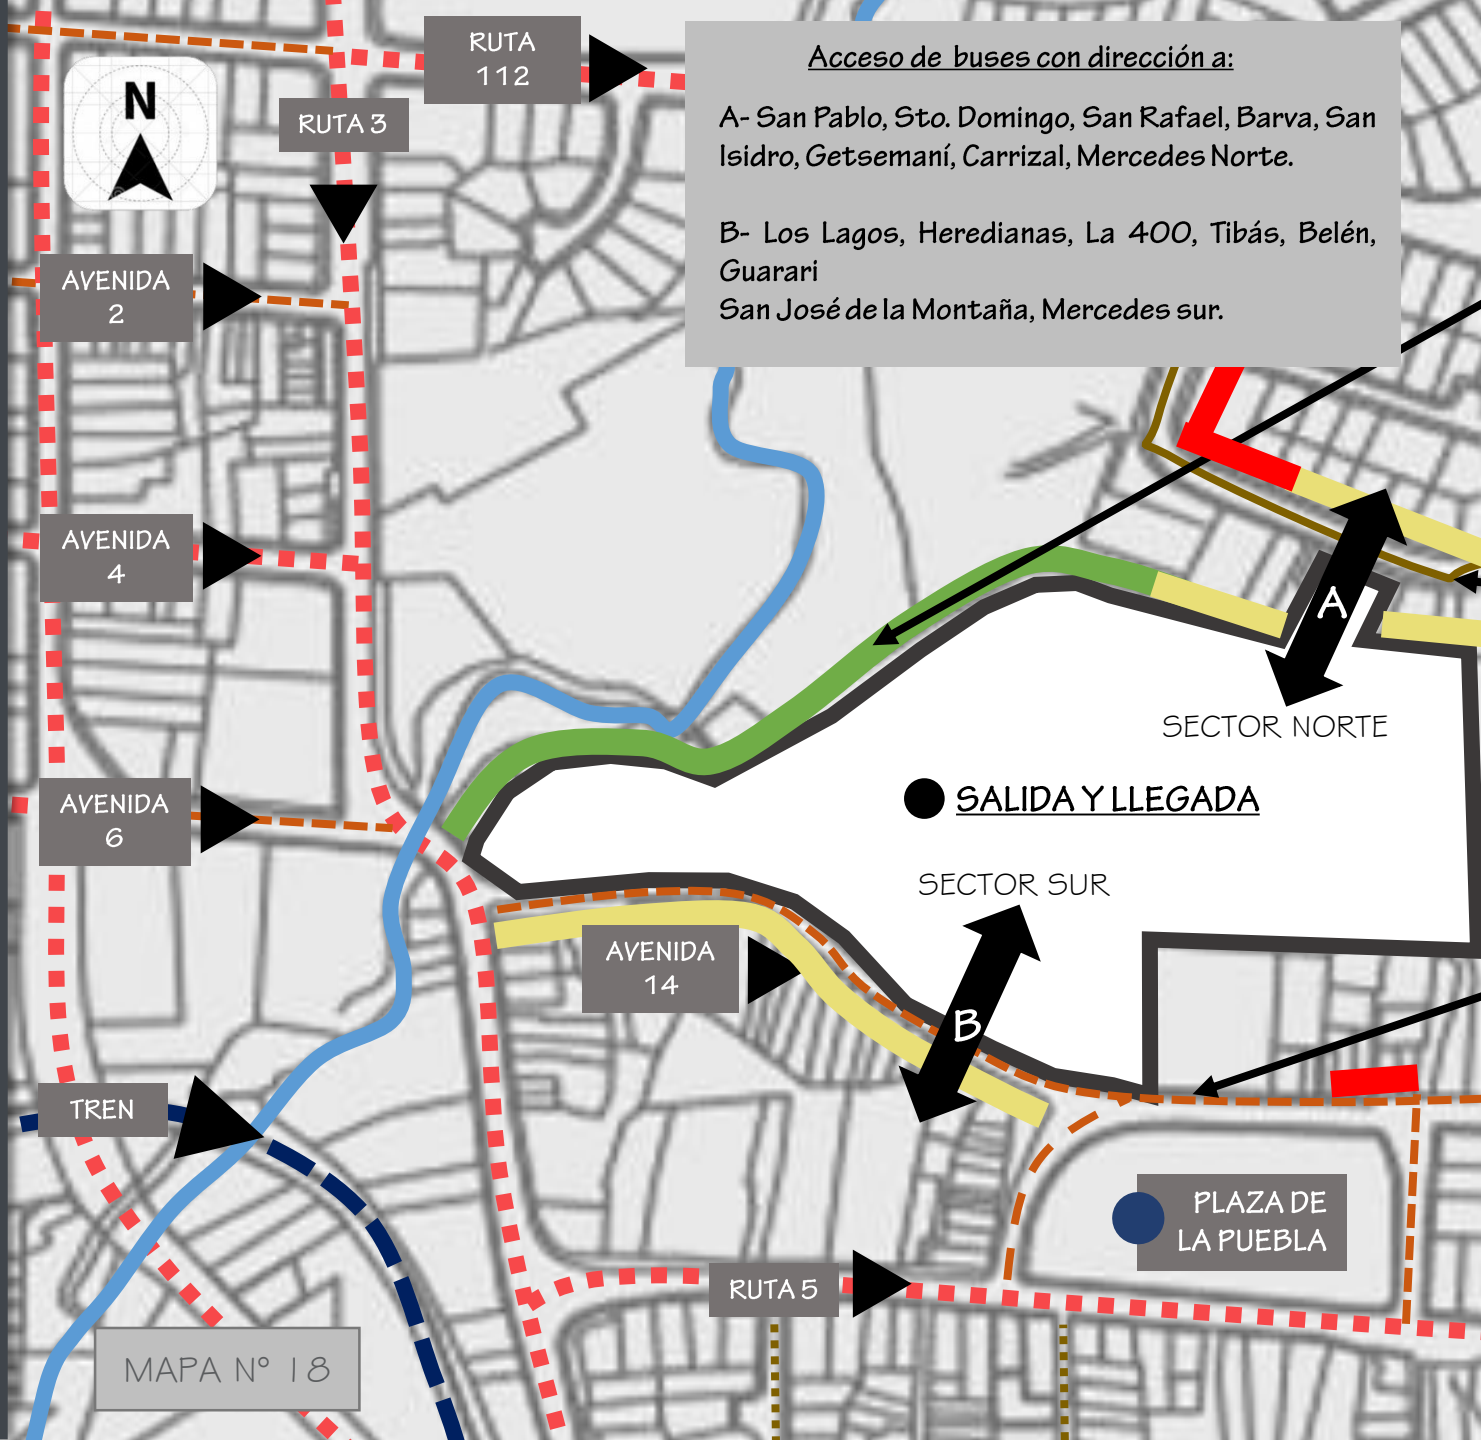 RUTA
112
Acceso de buses con dirección a:
N
RUTA 3
A- San Pablo, Sto. Domingo, San Rafael, Barva, San
Isidro, Getsemaní, Carrizal, Mercedes Norte.
B- Los Lagos, Heredianas, La 400, Tibás, Belén,
Guarari
San José de la Montaña, Mercedes sur.
AVENIDA
2
AVENIDA
4
A
SECTOR NORTE
AVENIDA
6
SALIDA Y LLEGADA
SECTOR SUR
AVENIDA
14
B
TREN
PLAZA DE
LA PUEBLA
RUTA 5
MAPA N° 18